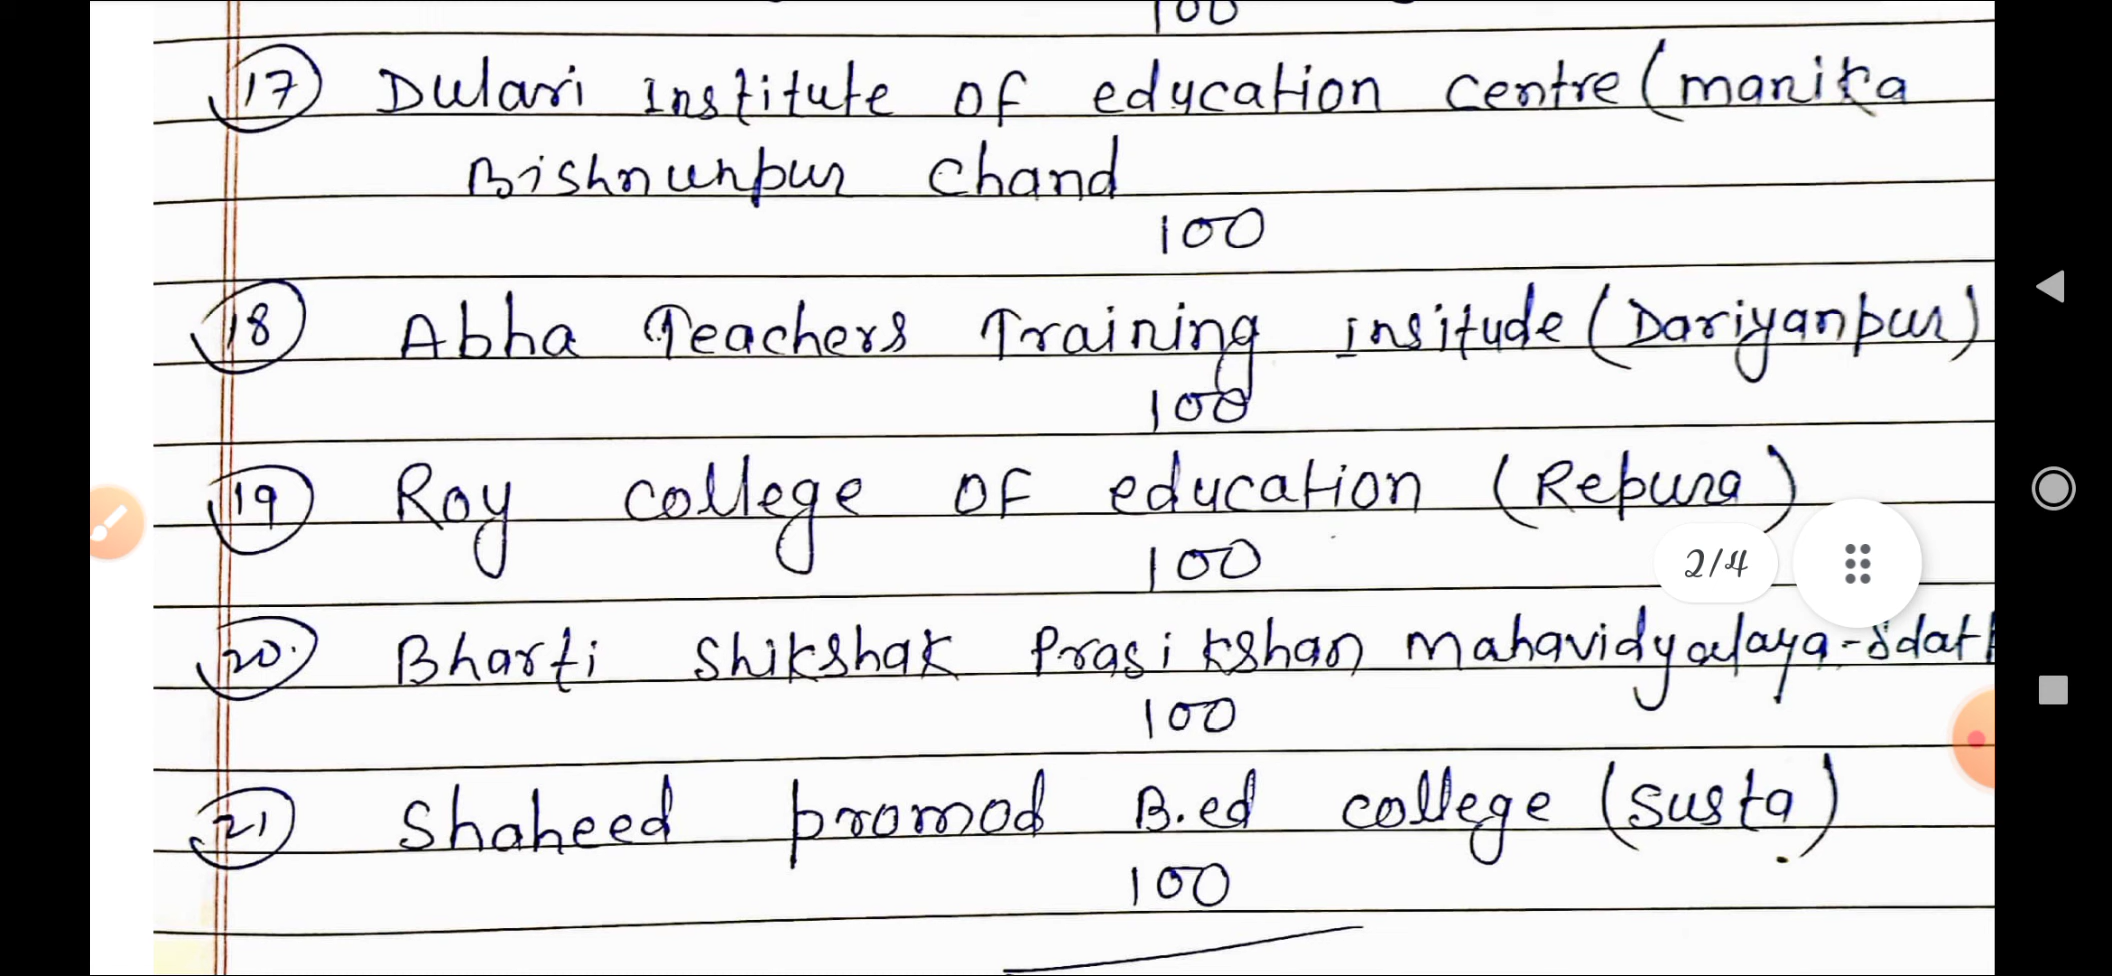 100
17 Dulari Institute OF education centre (manika
Bishnunpur chand
100
18 Abha Teachers Training insitude (Dariyanpur)
100
19 Roy college OF education (Repura)
100
2/4
20. Bharti Shikshak Prasikshan mahavidyalaya-
100
21 Shaheed promod B.ed college (susta)
100